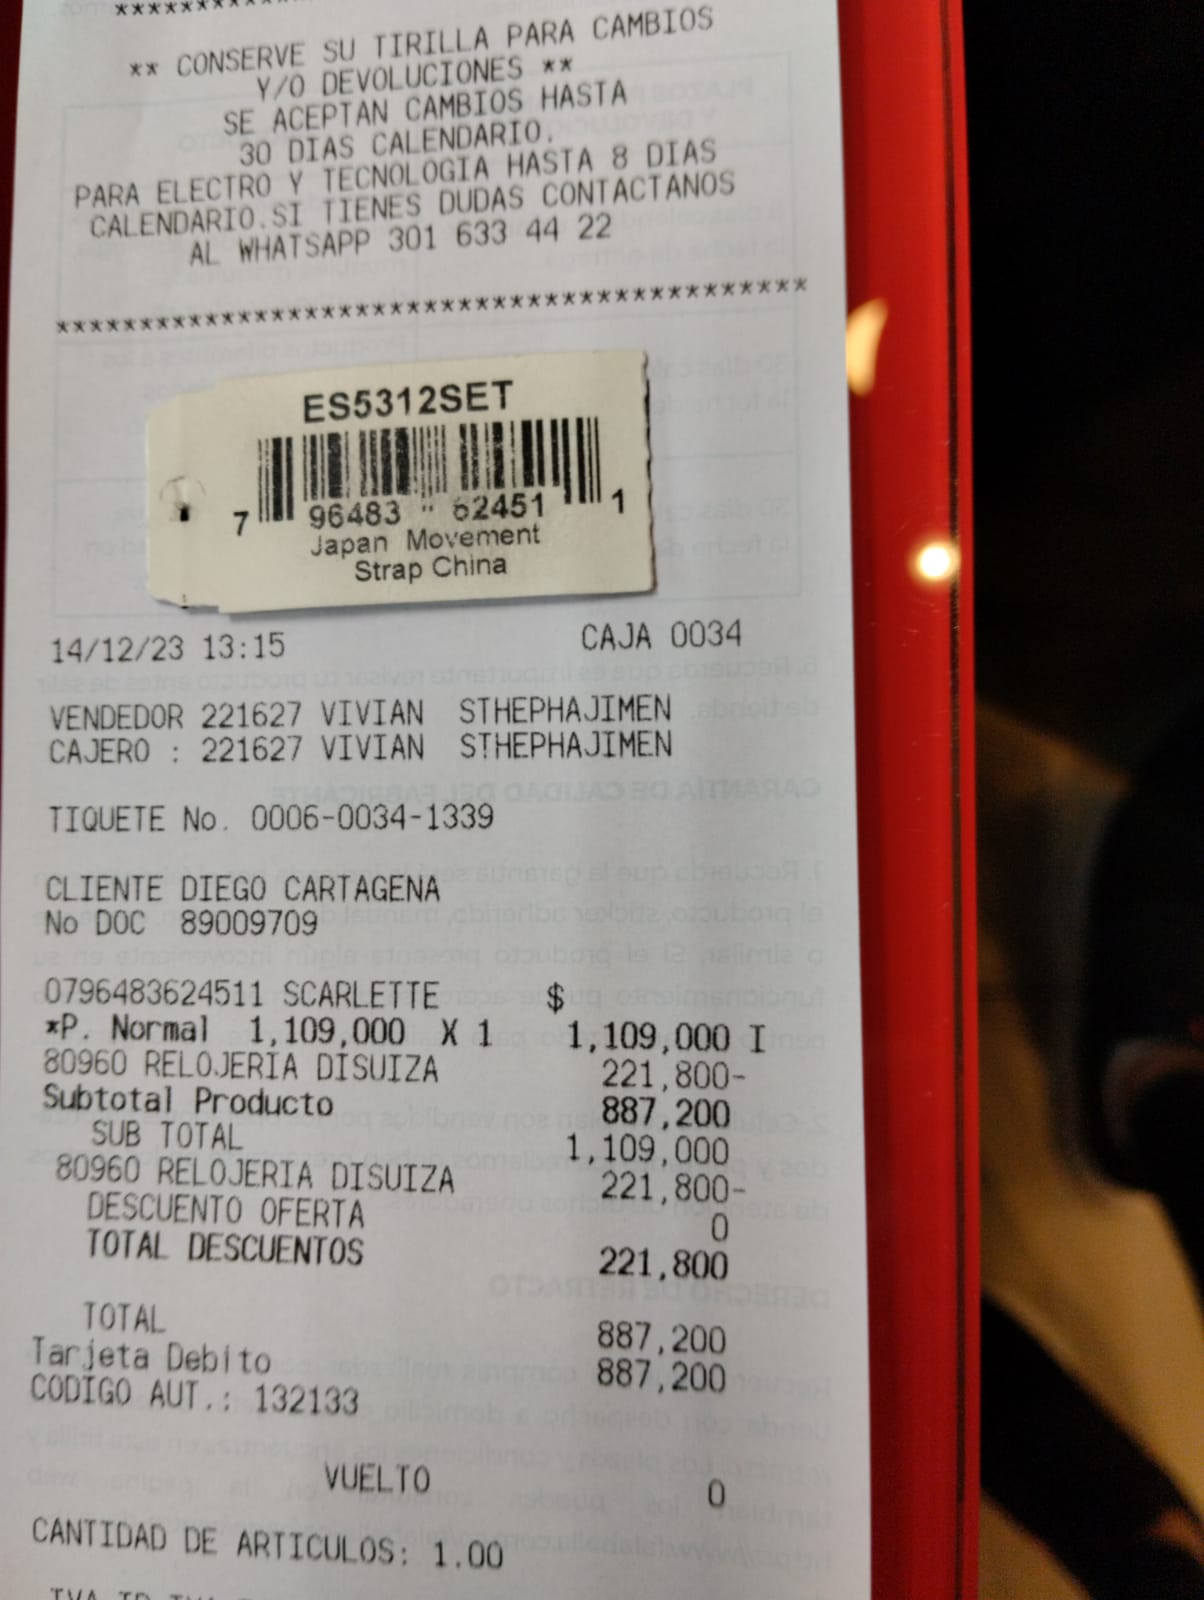 ** CONSERVE SU TIRILLA PARA CAMBIOS
Y/O DEVOLUCIONES **
SE ACEPTAN CAMBIOS HASTA
30 DIAS CALENDARIO.
PARA ELECTRO Y TECNOLOGIA HASTA 8 DIAS
CALENDARIO.SI TIENES DUDAS CONTACTANOS
AL WHATSAPP 301 633 44 22
*********************************************
ES5312SET
7 96483 62451 1
Japan Movement
Strap China
14/12/23 13:15 CAJA 0034
VENDEDOR 221627 VIVIAN STHEPHAJIMEN
CAJERO : 221627 VIVIAN STHEPHAJIMEN
TIQUETE No. 0006-0034-1339
CLIENTE DIEGO CARTAGENA
No DOC 89009709
0796483624511 SCARLETTE $
*P. Normal 1,109,000 X 1 1,109,000 I
80960 RELOJERIA DISUIZA 221,800-
Subtotal Producto 887,200
SUB TOTAL 1,109,000
80960 RELOJERIA DISUIZA 221,800-
DESCUENTO OFERTA 0
TOTAL DESCUENTOS 221,800
TOTAL 887,200
Tarjeta Debito 887,200
CODIGO AUT.: 132133
VUELTO 0
CANTIDAD DE ARTICULOS: 1.00